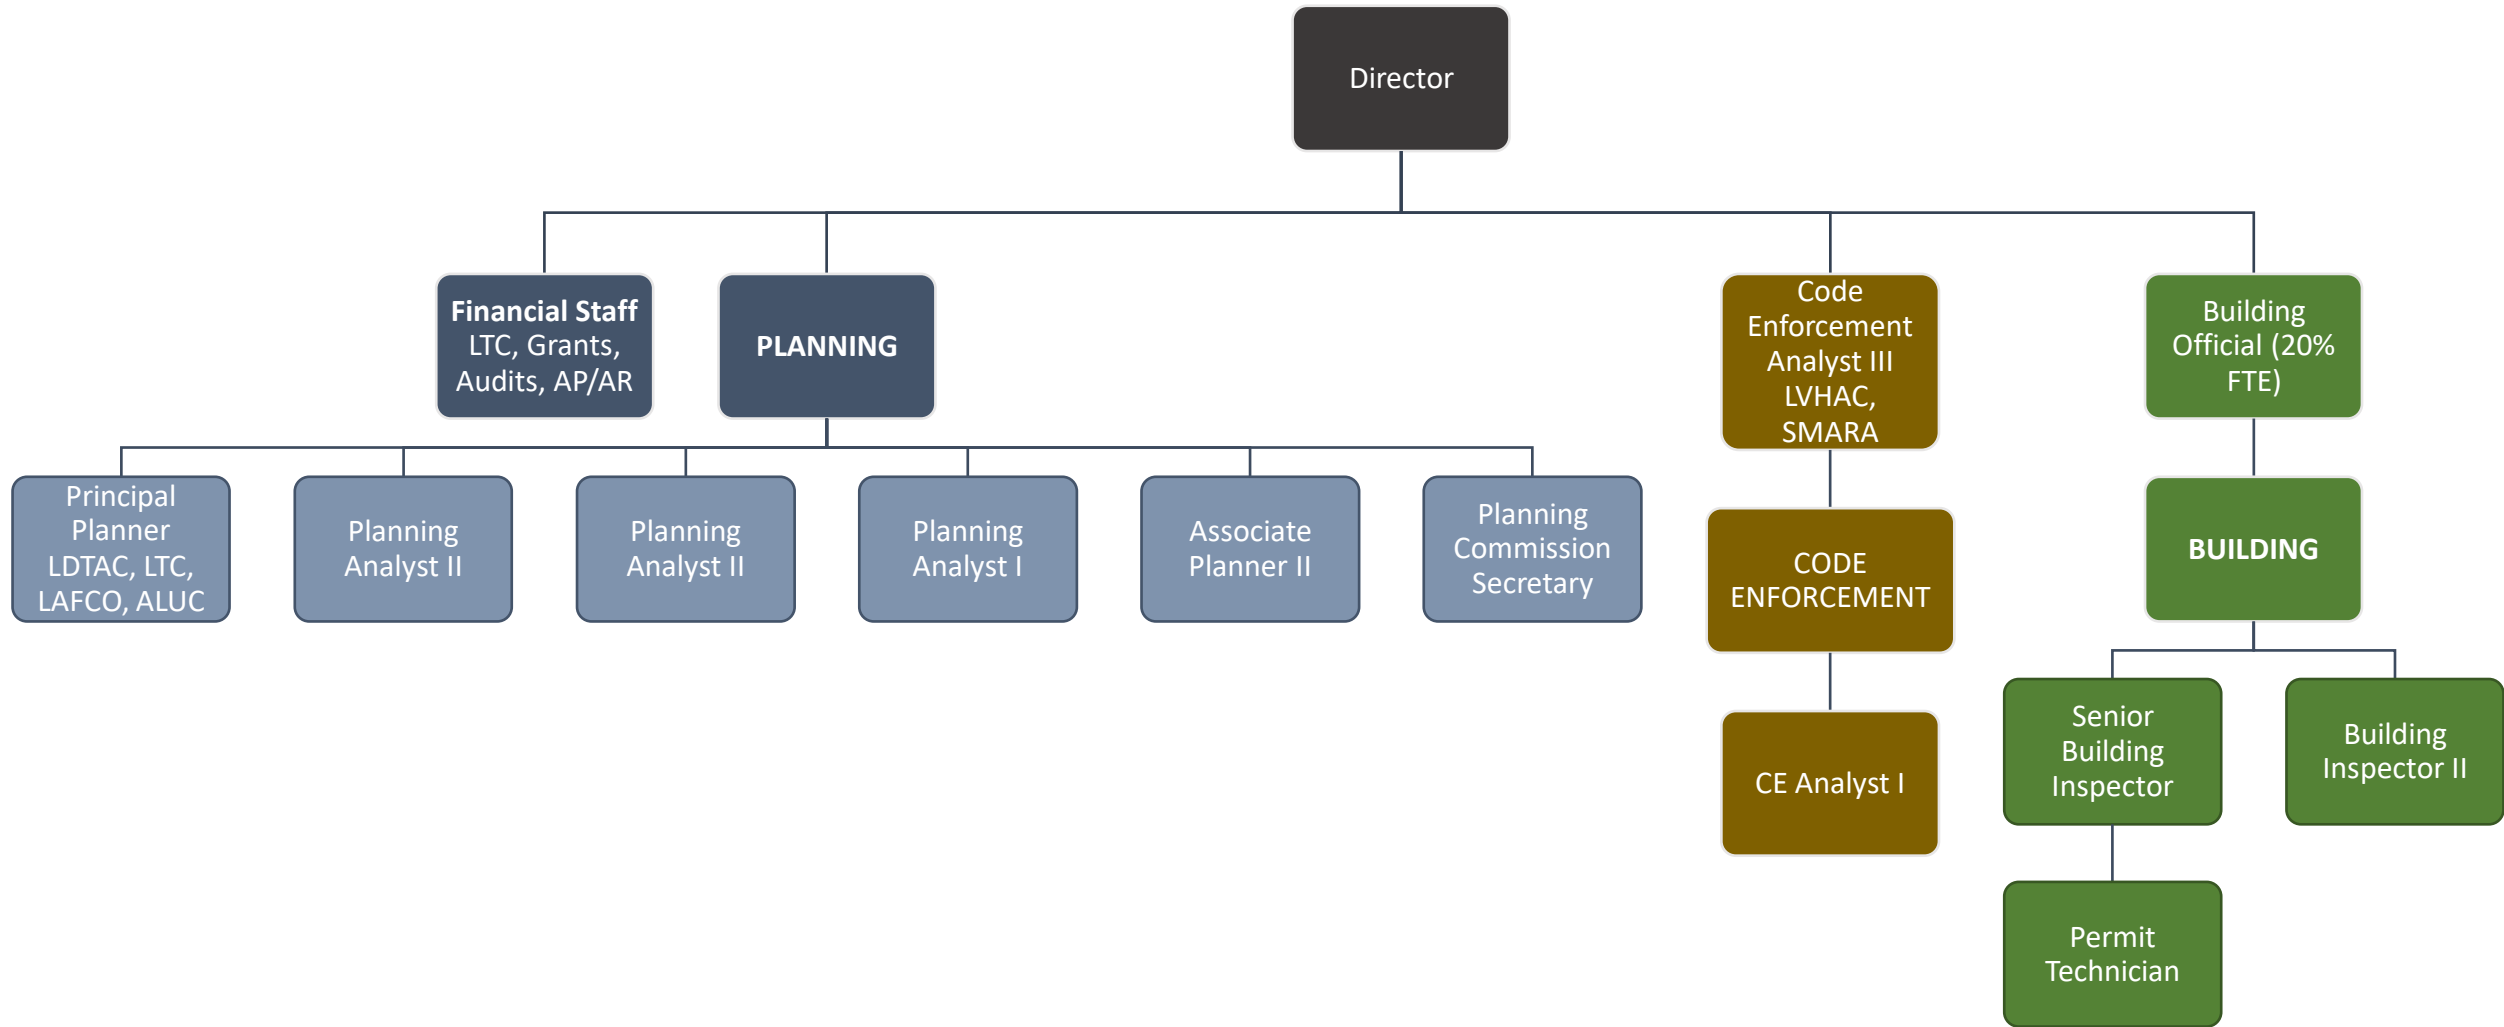 Director
Financial Staff
LTC, Grants,
Audits, AP/AR
PLANNING
Code
Enforcement
Analyst III
LVHAC,
SMARA
Building
Official (20%
FTE)
Principal
Planner
LDTAC, LTC,
LAFCO, ALUC
Planning
Analyst II
Planning
Analyst II
Planning
Analyst I
Associate
Planner II
Planning
Commission
Secretary
CODE
ENFORCEMENT
BUILDING
CE Analyst I
Senior
Building
Inspector
Building
Inspector II
Permit
Technician